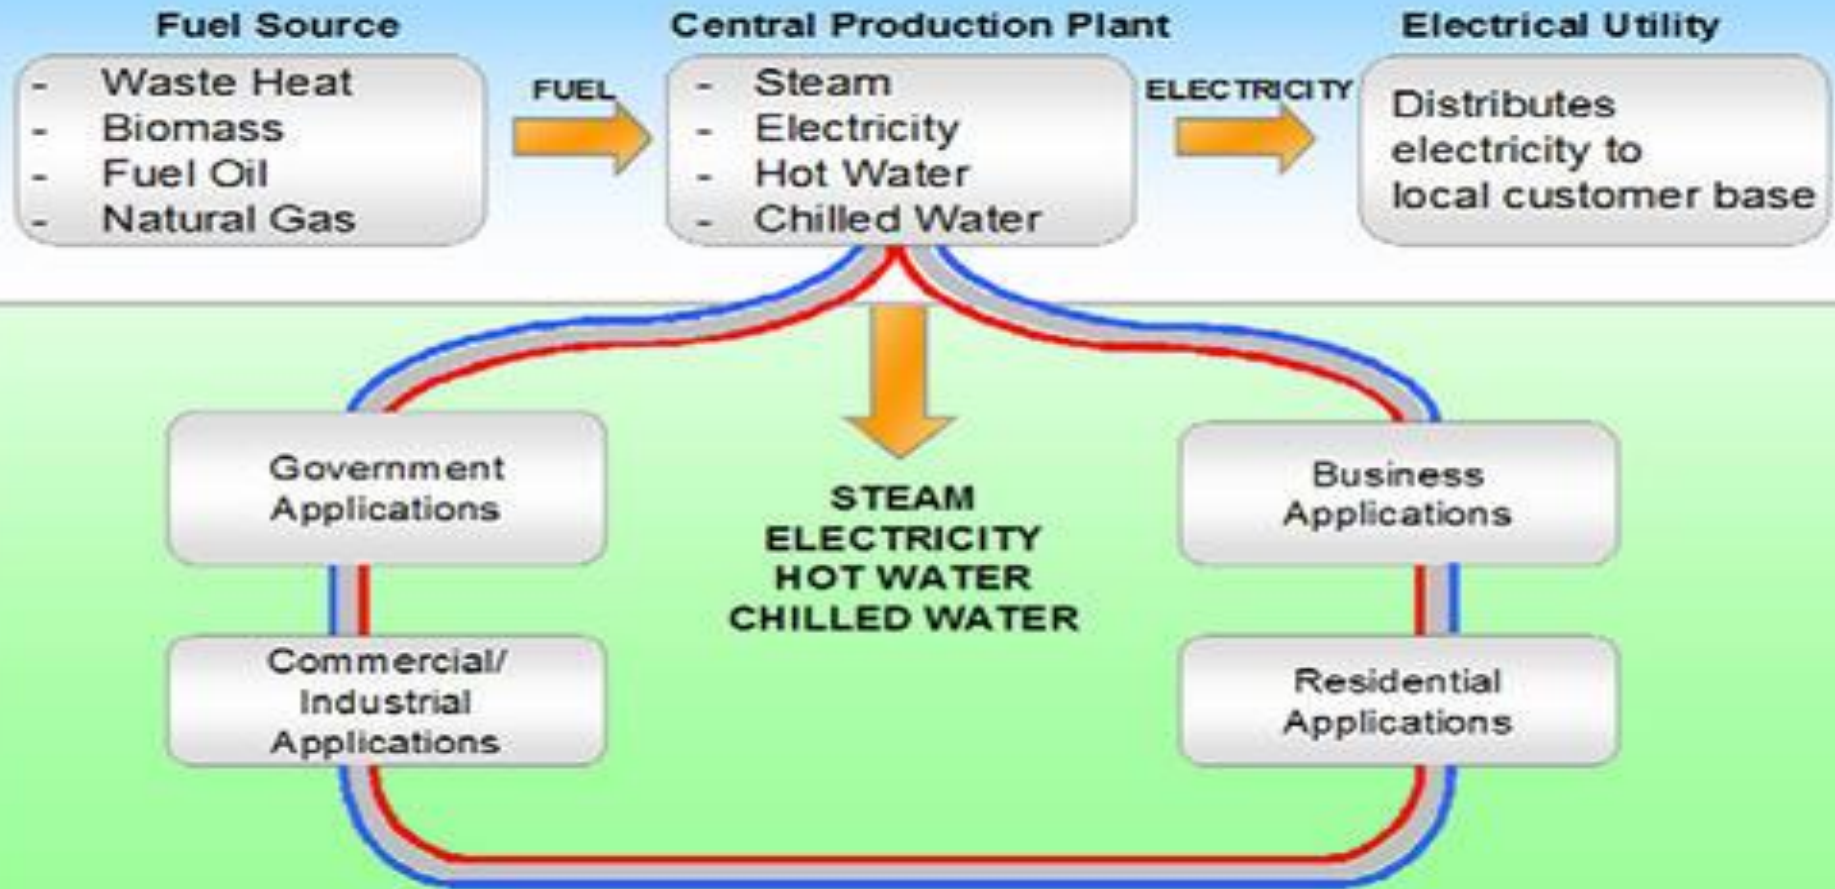 Fuel Source
- Waste Heat
- Biomass
- Fuel Oil
- Natural Gas
FUEL
Central Production Plant
- Steam
- Electricity
- Hot Water
- Chilled Water
ELECTRICITY
Electrical Utility
Distributes
electricity to
local customer base
Government
Applications
STEAM
ELECTRICITY
HOT WATER
CHILLED WATER
Business
Applications
Commercial/
Industrial
Applications
Residential
Applications